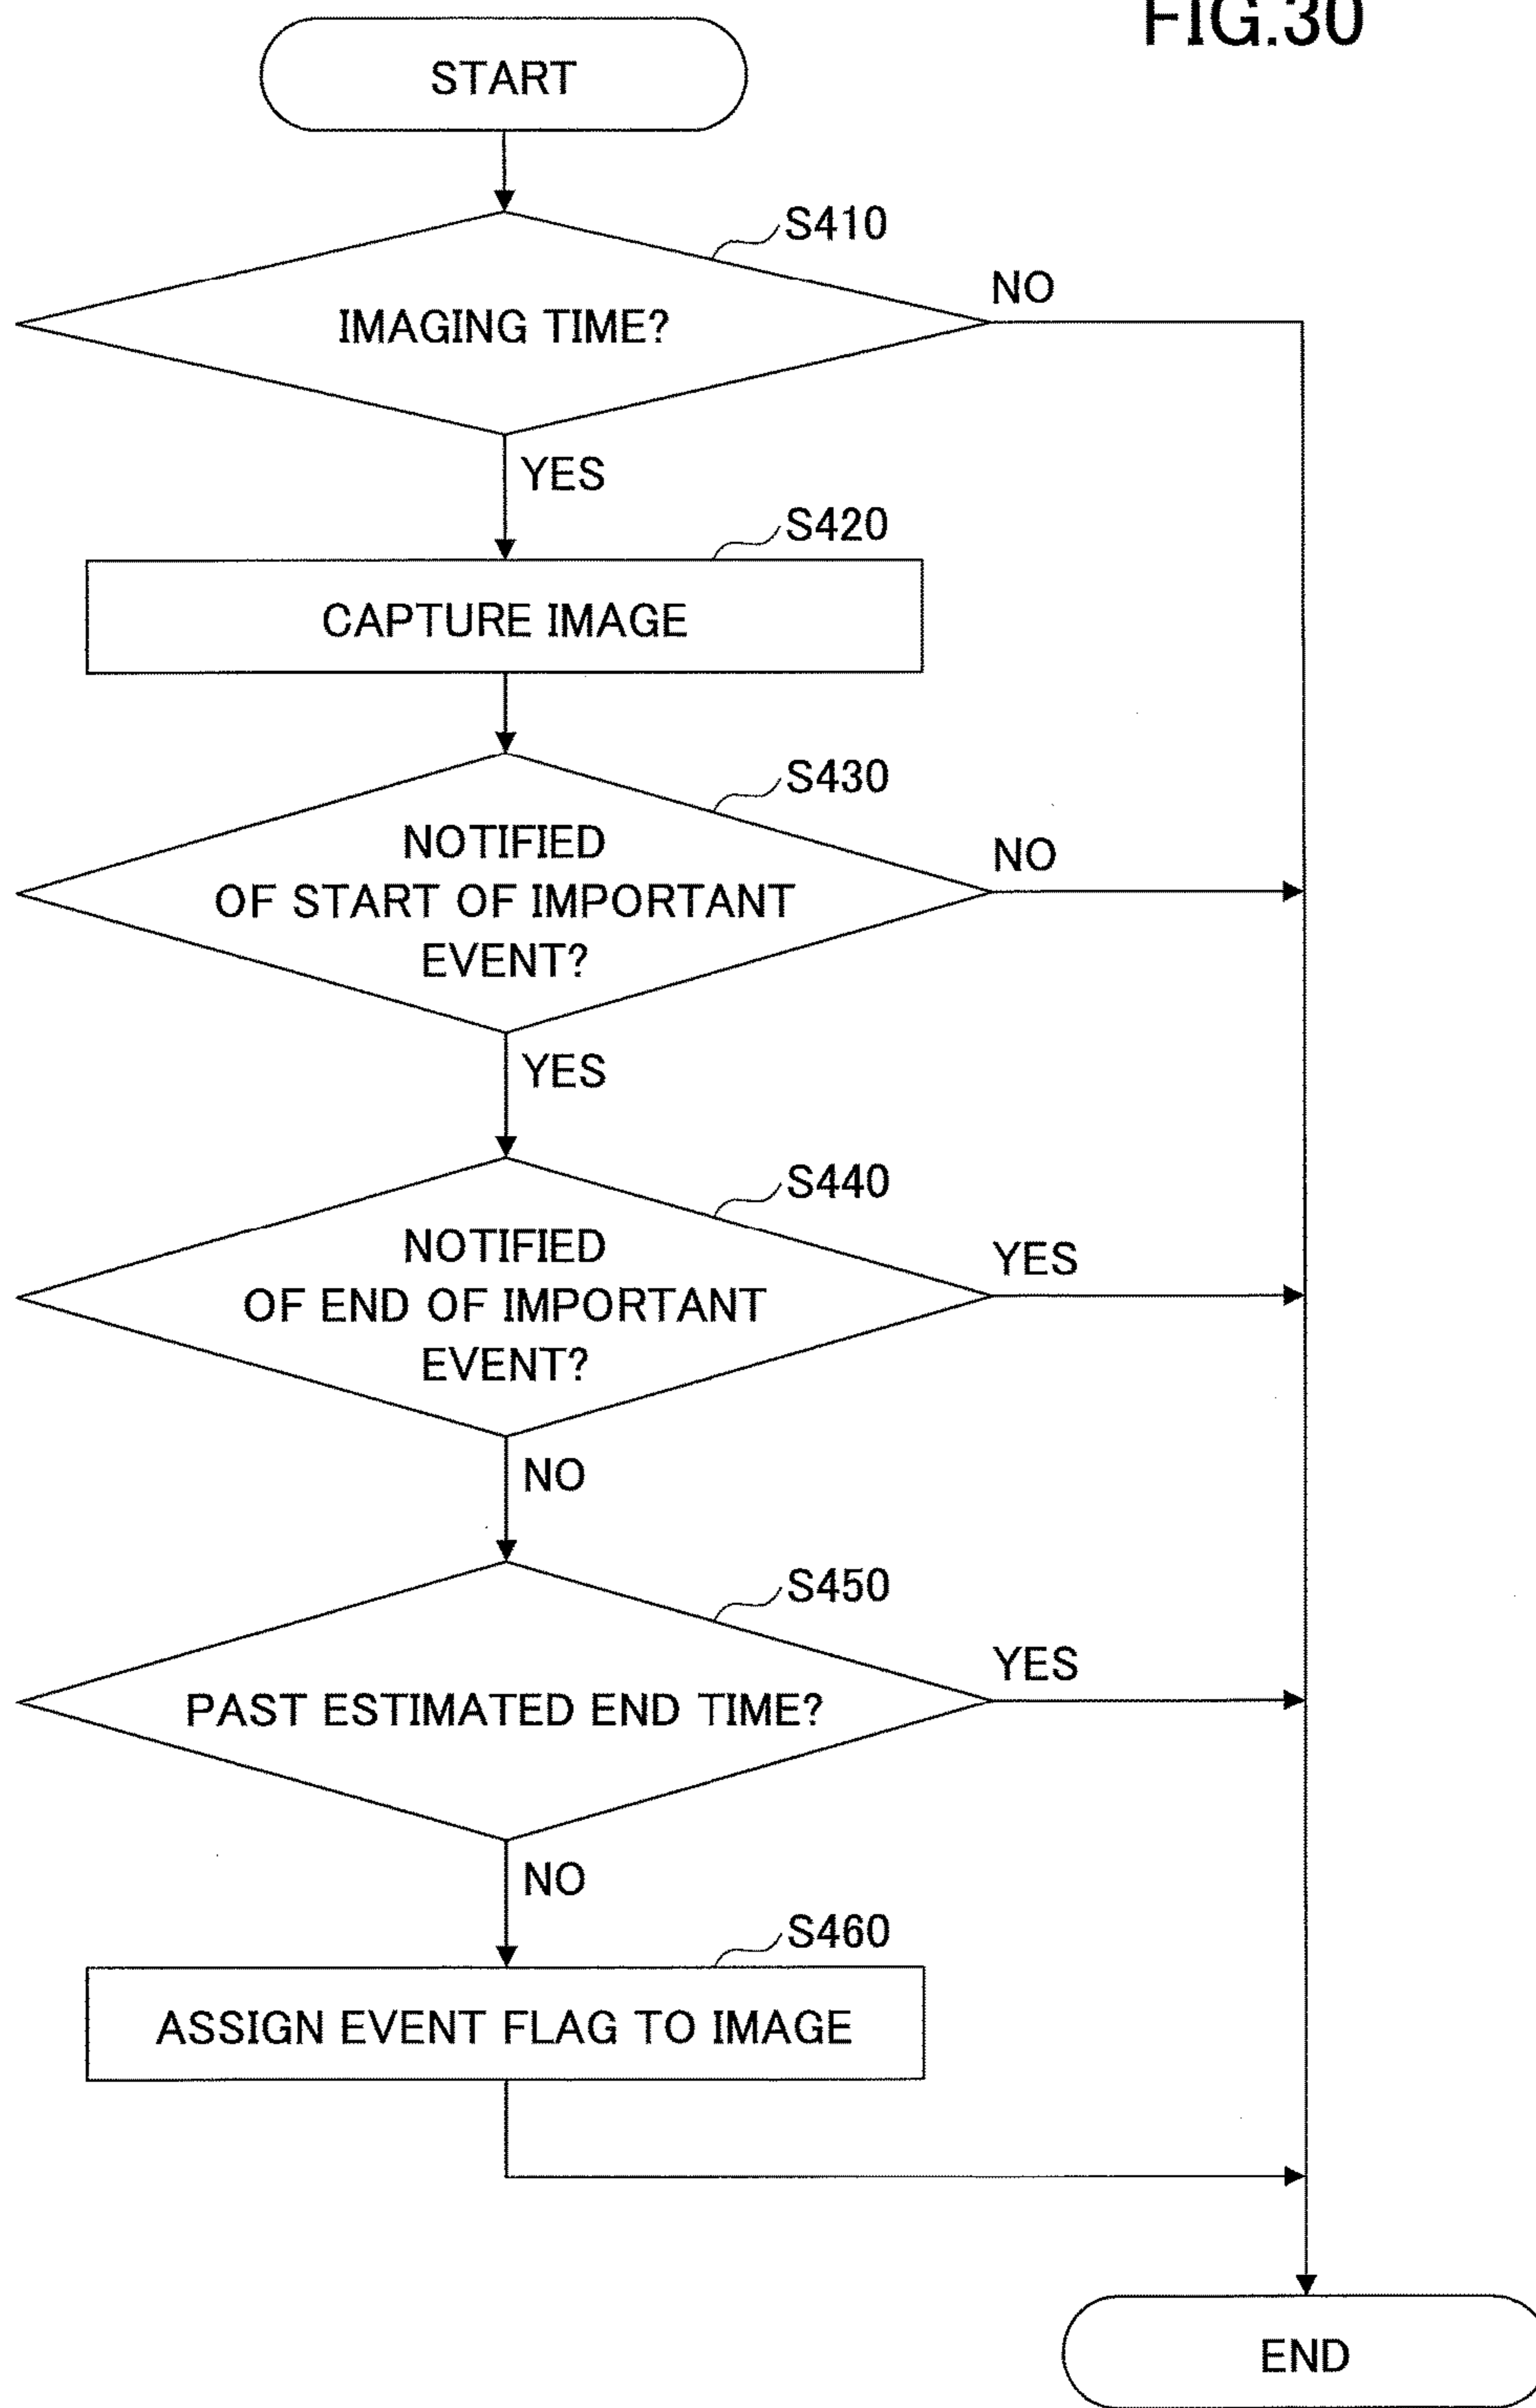 FIG.30
START
S410
IMAGING TIME?
NO
YES
S420
CAPTURE IMAGE
S430
NOTIFIED
OF START OF IMPORTANT
EVENT?
NO
YES
S440
NOTIFIED
OF END OF IMPORTANT
EVENT?
YES
NO
S450
PAST ESTIMATED END TIME?
YES
NO
S460
ASSIGN EVENT FLAG TO IMAGE
END